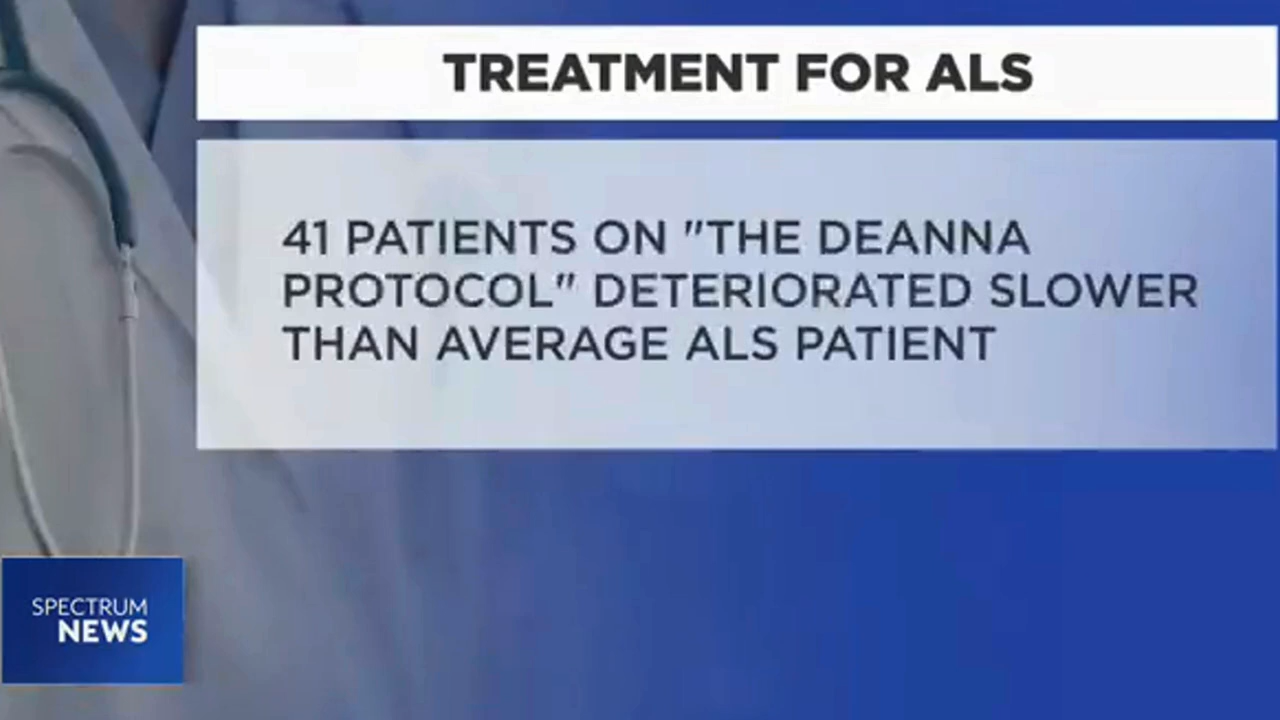 TREATMENT FOR ALS
41 PATIENTS ON "THE DEANNA
PROTOCOL" DETERIORATED SLOWER
THAN AVERAGE ALS PATIENT
SPECTRUM
NEWS